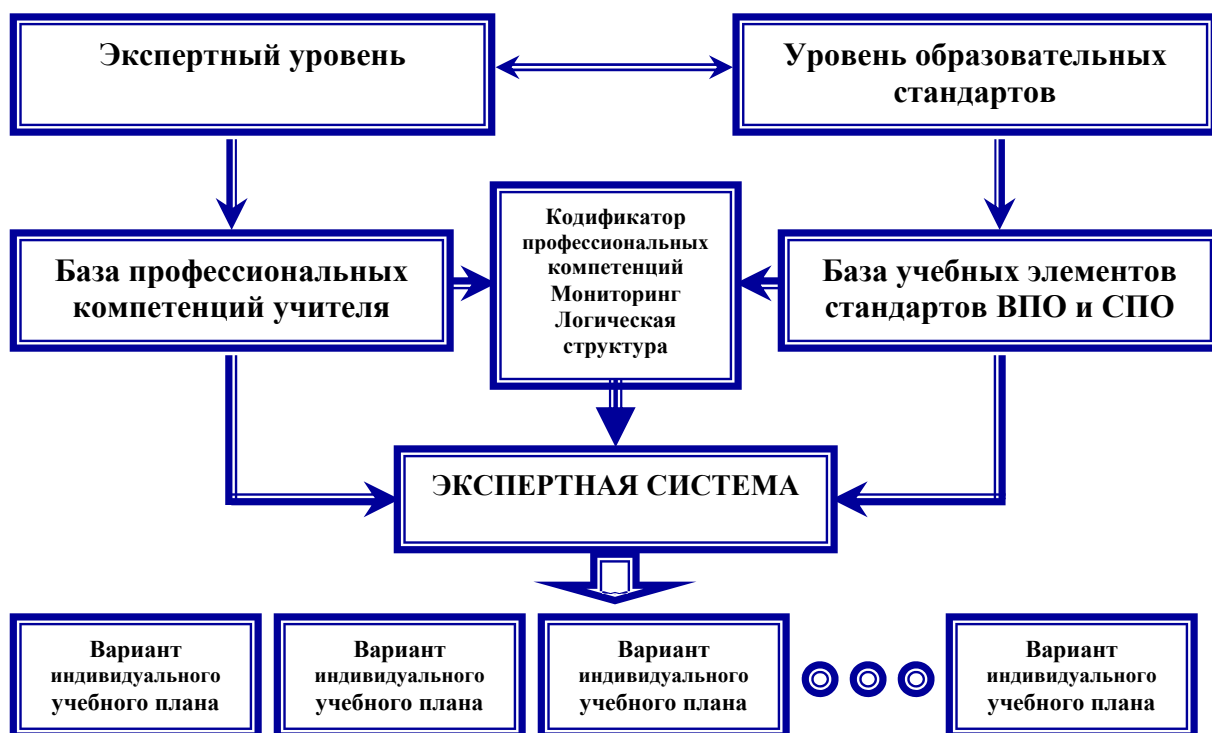 Экспертный уровень
Уровень образовательных
стандартов
База профессиональных
компетенций учителя
Кодификатор
профессиональных
компетенций
Мониторинг
Логическая
структура
База учебных элементов
стандартов ВПО и СПО
ЭКСПЕРТНАЯ СИСТЕМА
Вариант
индивидуального
учебного плана
Вариант
индивидуального
учебного плана
Вариант
индивидуального
учебного плана
Вариант
индивидуального
учебного плана